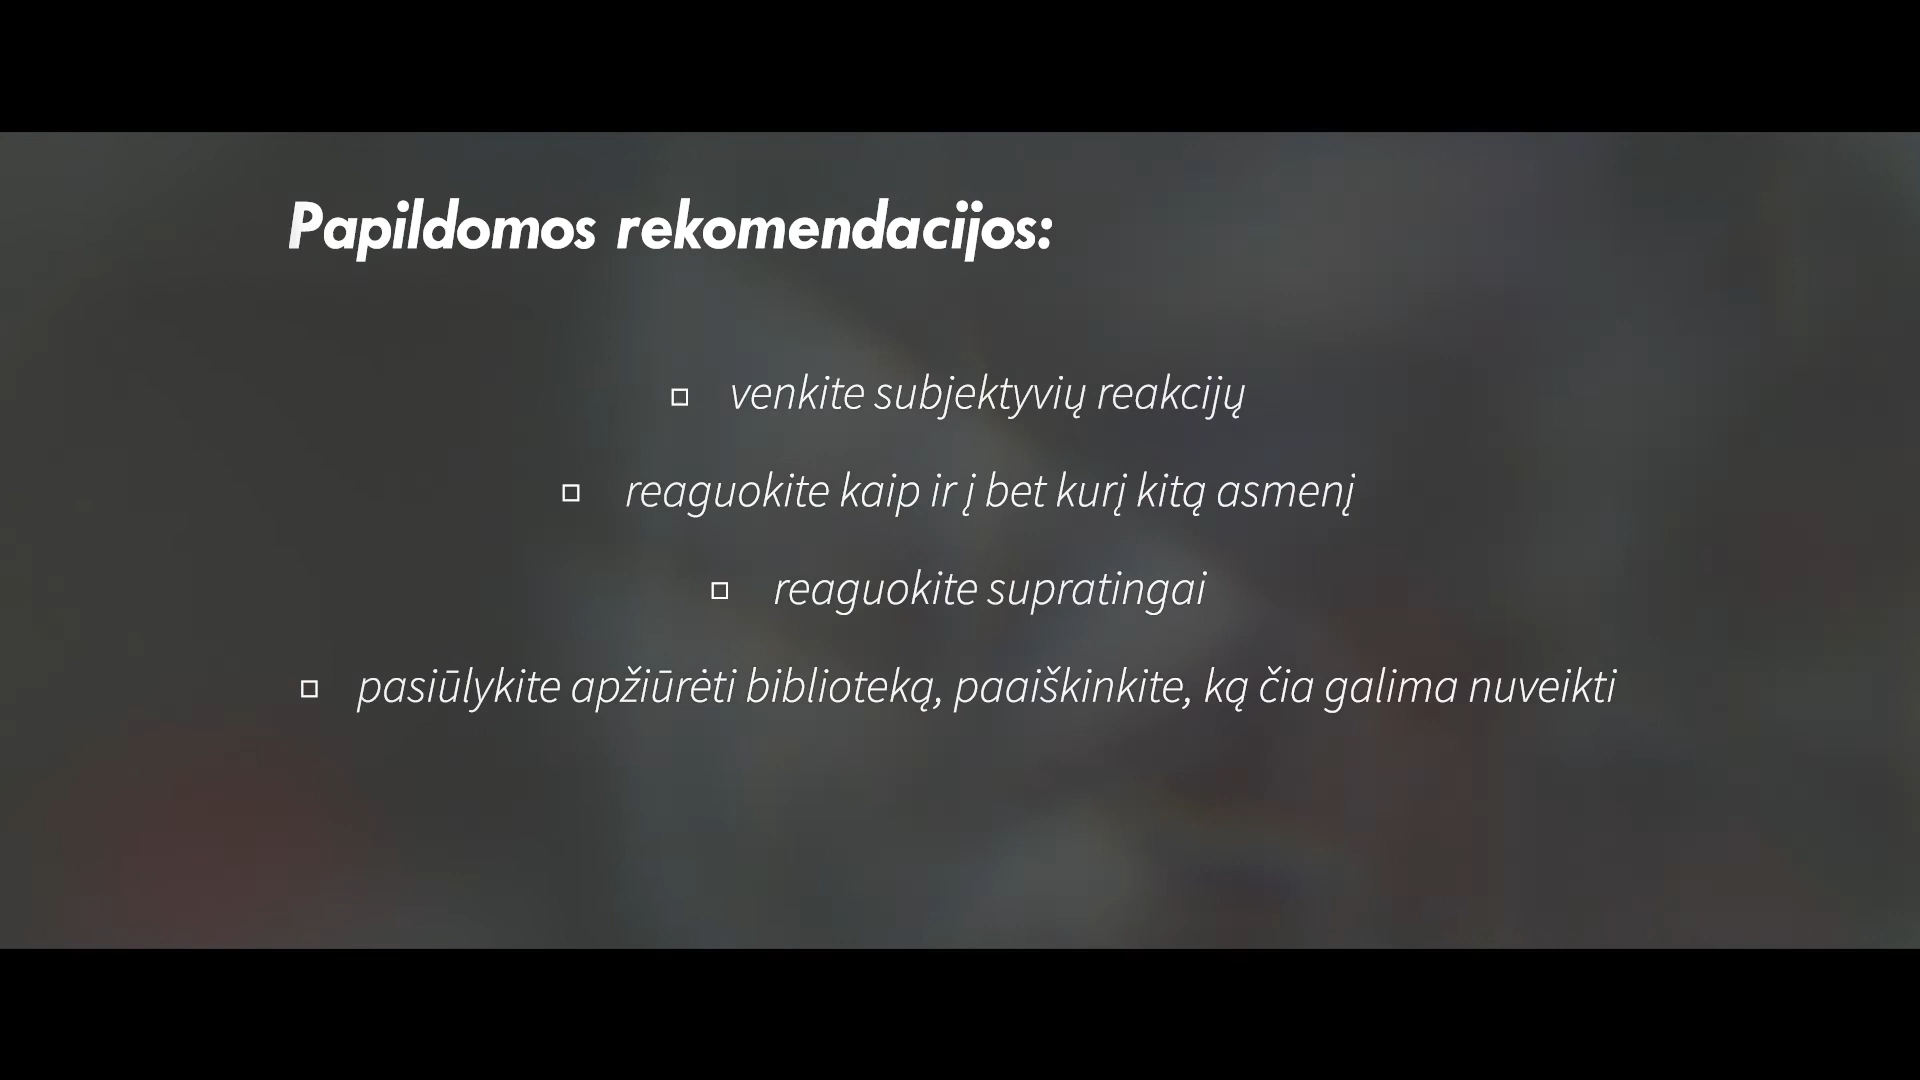 Papildomos rekomendacijos:
▫ venkite subjektyvių reakcijų
▫ reaguokite kaip ir į bet kurį kitą asmenį
▫ reaguokite supratingai
▫ pasiūlykite apžiūrėti biblioteką, paaiškinkite, ką čia galima nuveikti